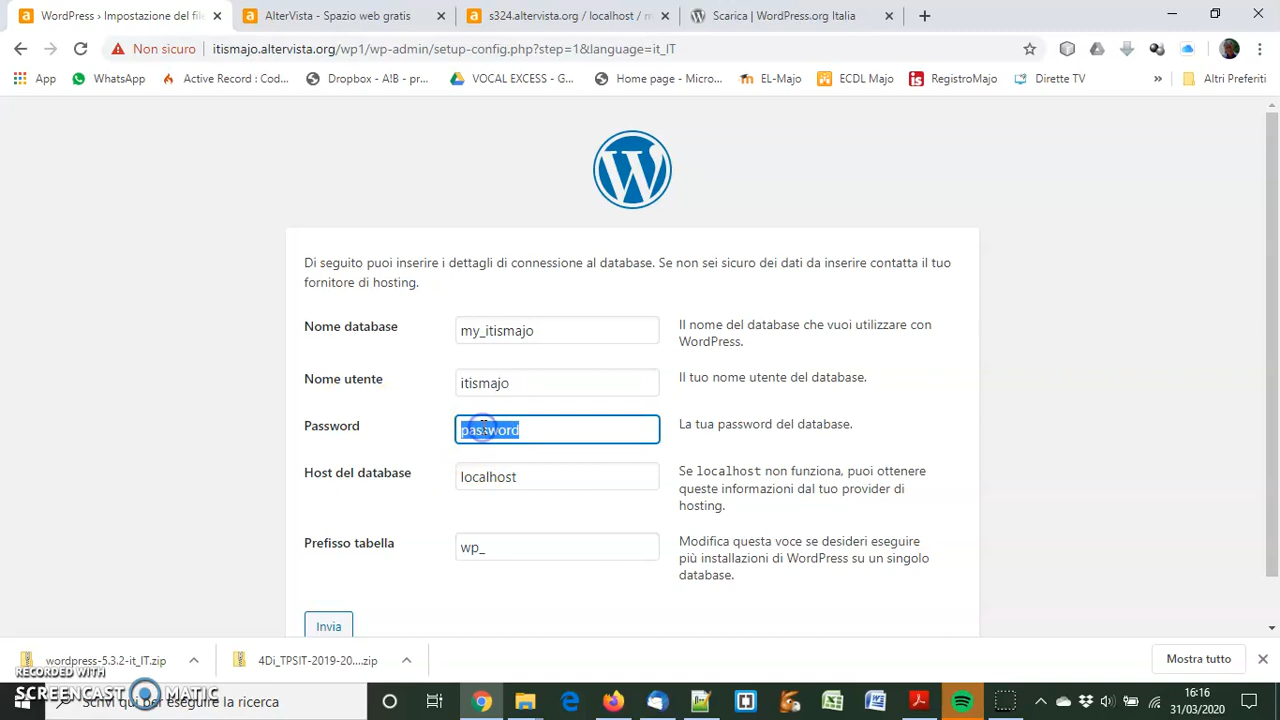 WordPress › Impostazione del file
AlterVista - Spazio web gratis
s324.altervista.org / localhost / m
Scarica | WordPress.org Italia
Non sicuro
itismajo.altervista.org/wp1/wp-admin/setup-config.php?step=1&language=it_IT
App
WhatsApp
Active Record : Cod...
Dropbox - AIB - pr...
VOCAL EXCESS - G...
Home page - Micro...
EL-Majo
ECDL Majo
RegistroMajo
Dirette TV
»
Altri Preferiti
Di seguito puoi inserire i dettagli di connessione al database. Se non sei sicuro dei dati da inserire contatta il tuo
fornitore di hosting.
Nome database
my_itismajo
Il nome del database che vuoi utilizzare con
WordPress.
Nome utente
itismajo
Il tuo nome utente del database.
Password
password
La tua password del database.
Host del database
localhost
Se localhost non funziona, puoi ottenere
queste informazioni dal tuo provider di
hosting.
Prefisso tabella
wp_
Modifica questa voce se desideri eseguire
più installazioni di WordPress su un singolo
database.
Invia
wordpress-5.3.2-it_IT.zip
4Di_TPSIT-2019-20....zip
Mostra tutto
RECORDED WITH
SCREENCAST MATIC
Scrivi qui per eseguire la ricerca
16:16
31/03/2020